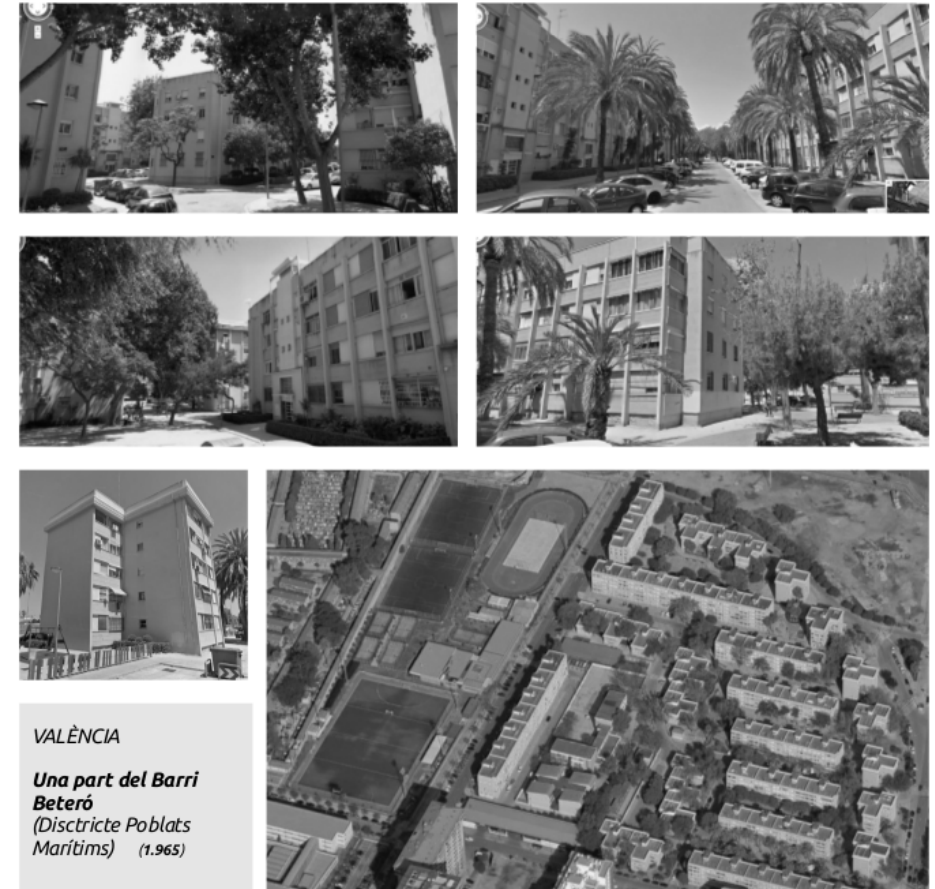 VALÈNCIA
Una part del Barri
Beteró
(Disctricte Poblats
Marítims) (1.965)